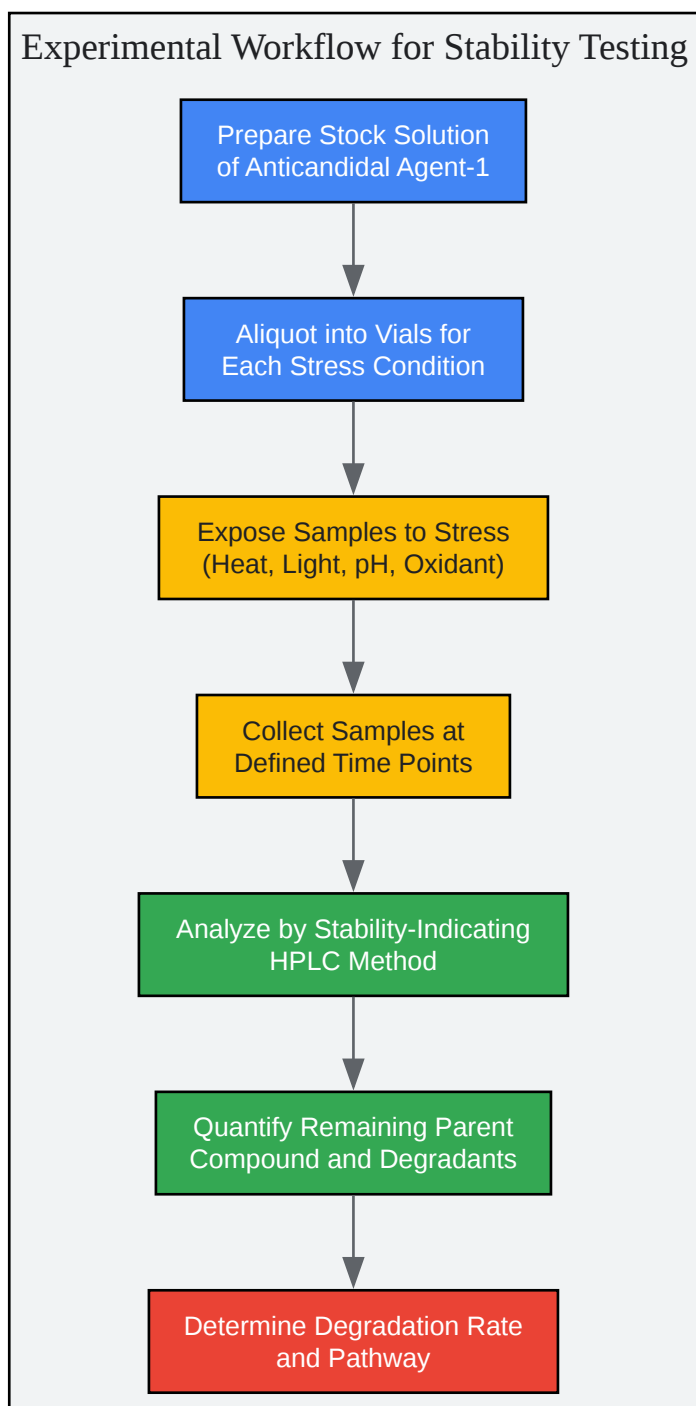 Experimental Workflow for Stability Testing
Prepare Stock Solution
of Anticandidal Agent-1
Aliquot into Vials for
Each Stress Condition
Expose Samples to Stress
(Heat, Light, pH, Oxidant)
Collect Samples at
Defined Time Points
Analyze by Stability-Indicating
HPLC Method
Quantify Remaining Parent
Compound and Degradants
Determine Degradation Rate
and Pathway